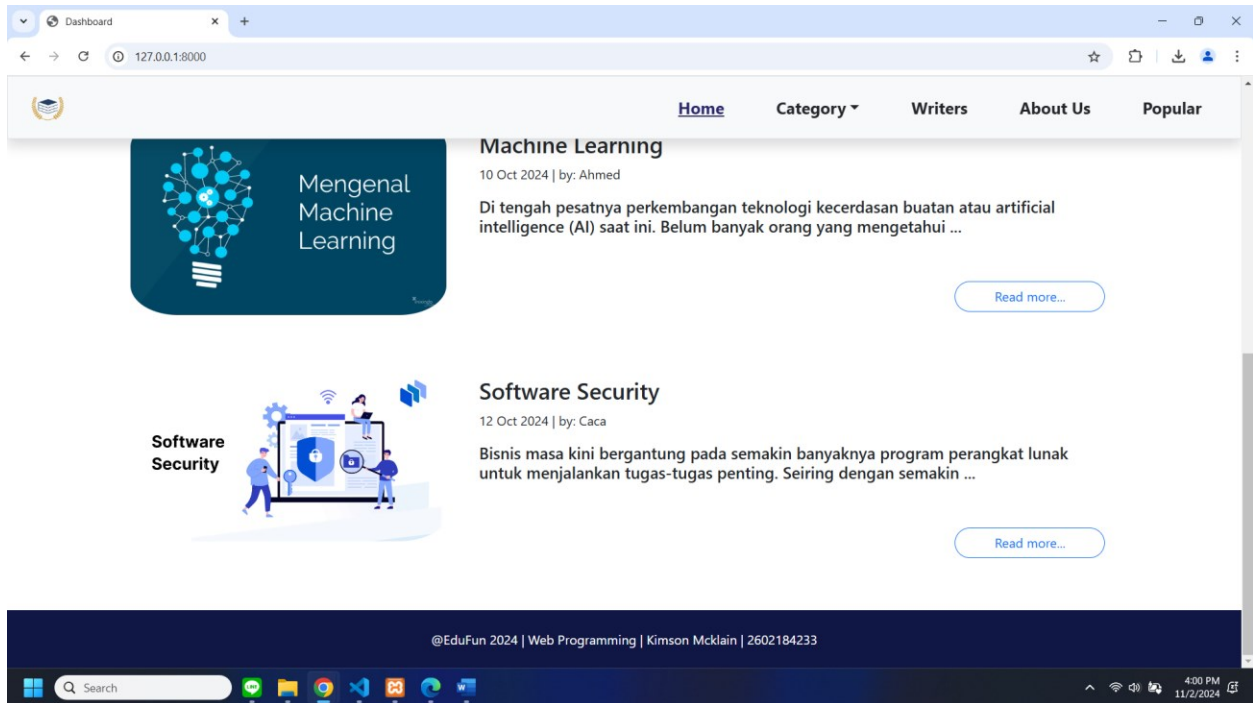 Dashboard
127.0.0.1:8000
Home Category Writers About Us Popular
Mengenal
Machine
Learning
Machine Learning
10 Oct 2024 | by: Ahmed
Di tengah pesatnya perkembangan teknologi kecerdasan buatan atau artificial
intelligence (AI) saat ini. Belum banyak orang yang mengetahui ...
Read more...
Software
Security
Software Security
12 Oct 2024 | by: Caca
Bisnis masa kini bergantung pada semakin banyaknya program perangkat lunak
untuk menjalankan tugas-tugas penting. Seiring dengan semakin ...
Read more...
@EduFun 2024 | Web Programming | Kimson Mcklain | 2602184233
Search
4:00 PM
11/2/2024